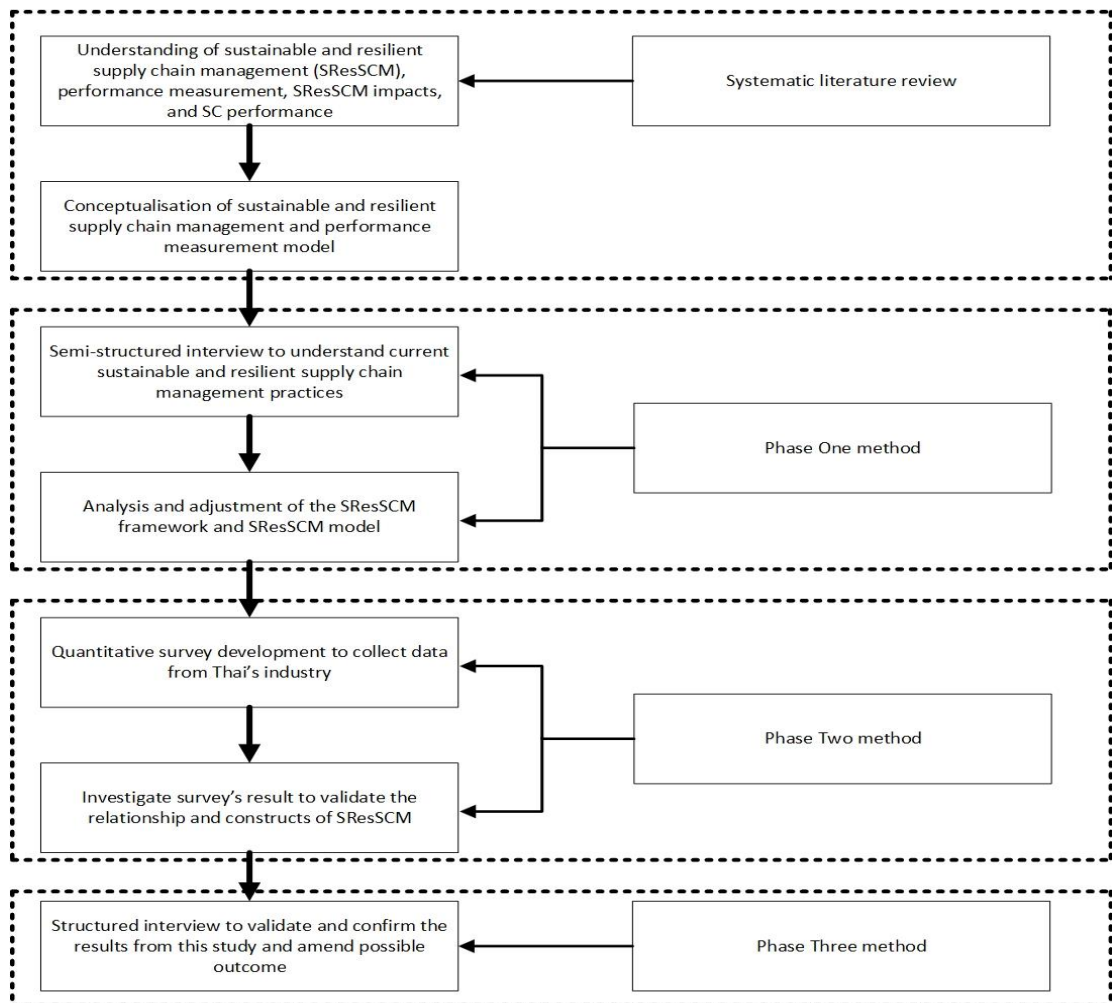 Understanding of sustainable and resilient
supply chain management (SResSCM),
performance measurement, SResSCM impacts,
and SC performance
Systematic literature review
Conceptualisation of sustainable and resilient
supply chain management and performance
measurement model
Semi-structured interview to understand current
sustainable and resilient supply chain
management practices
Phase One method
Analysis and adjustment of the SResSCM
framework and SResSCM model
Quantitative survey development to collect data
from Thai’s industry
Phase Two method
Investigate survey’s result to validate the
relationship and constructs of SResSCM
Structured interview to validate and confirm the
results from this study and amend possible
outcome
Phase Three method